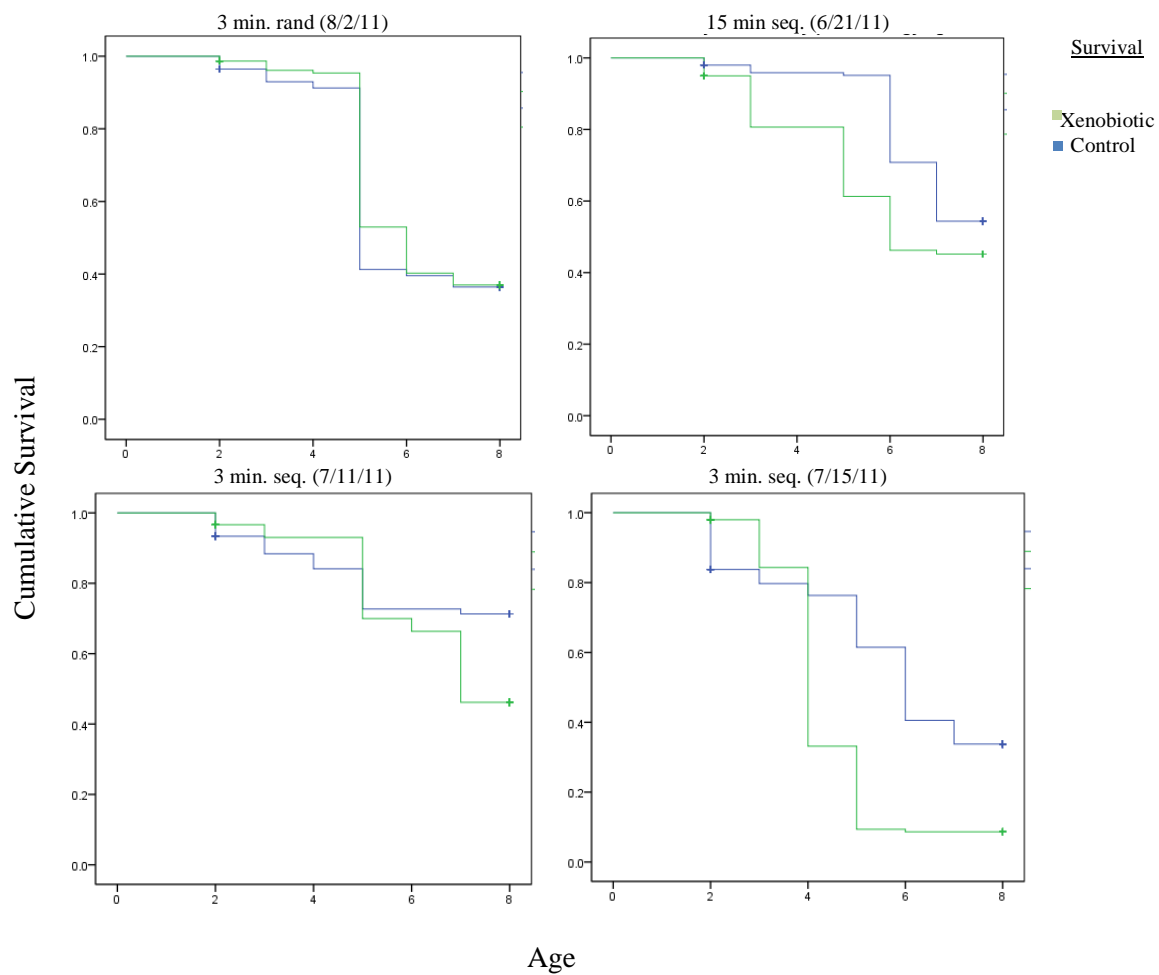 3 min. rand (8/2/11)
1.0
0.8
0.6
0.4
0.2
0.0
0 2 4 6 8
15 min seq. (6/21/11)
1.0
0.8
0.6
0.4
0.2
0.0
0 2 4 6 8
Survival
Xenobiotic
Control
Cumulative Survival
3 min. seq. (7/11/11)
1.0
0.8
0.6
0.4
0.2
0.0
0 2 4 6 8
3 min. seq. (7/15/11)
1.0
0.8
0.6
0.4
0.2
0.0
0 2 4 6 8
Age